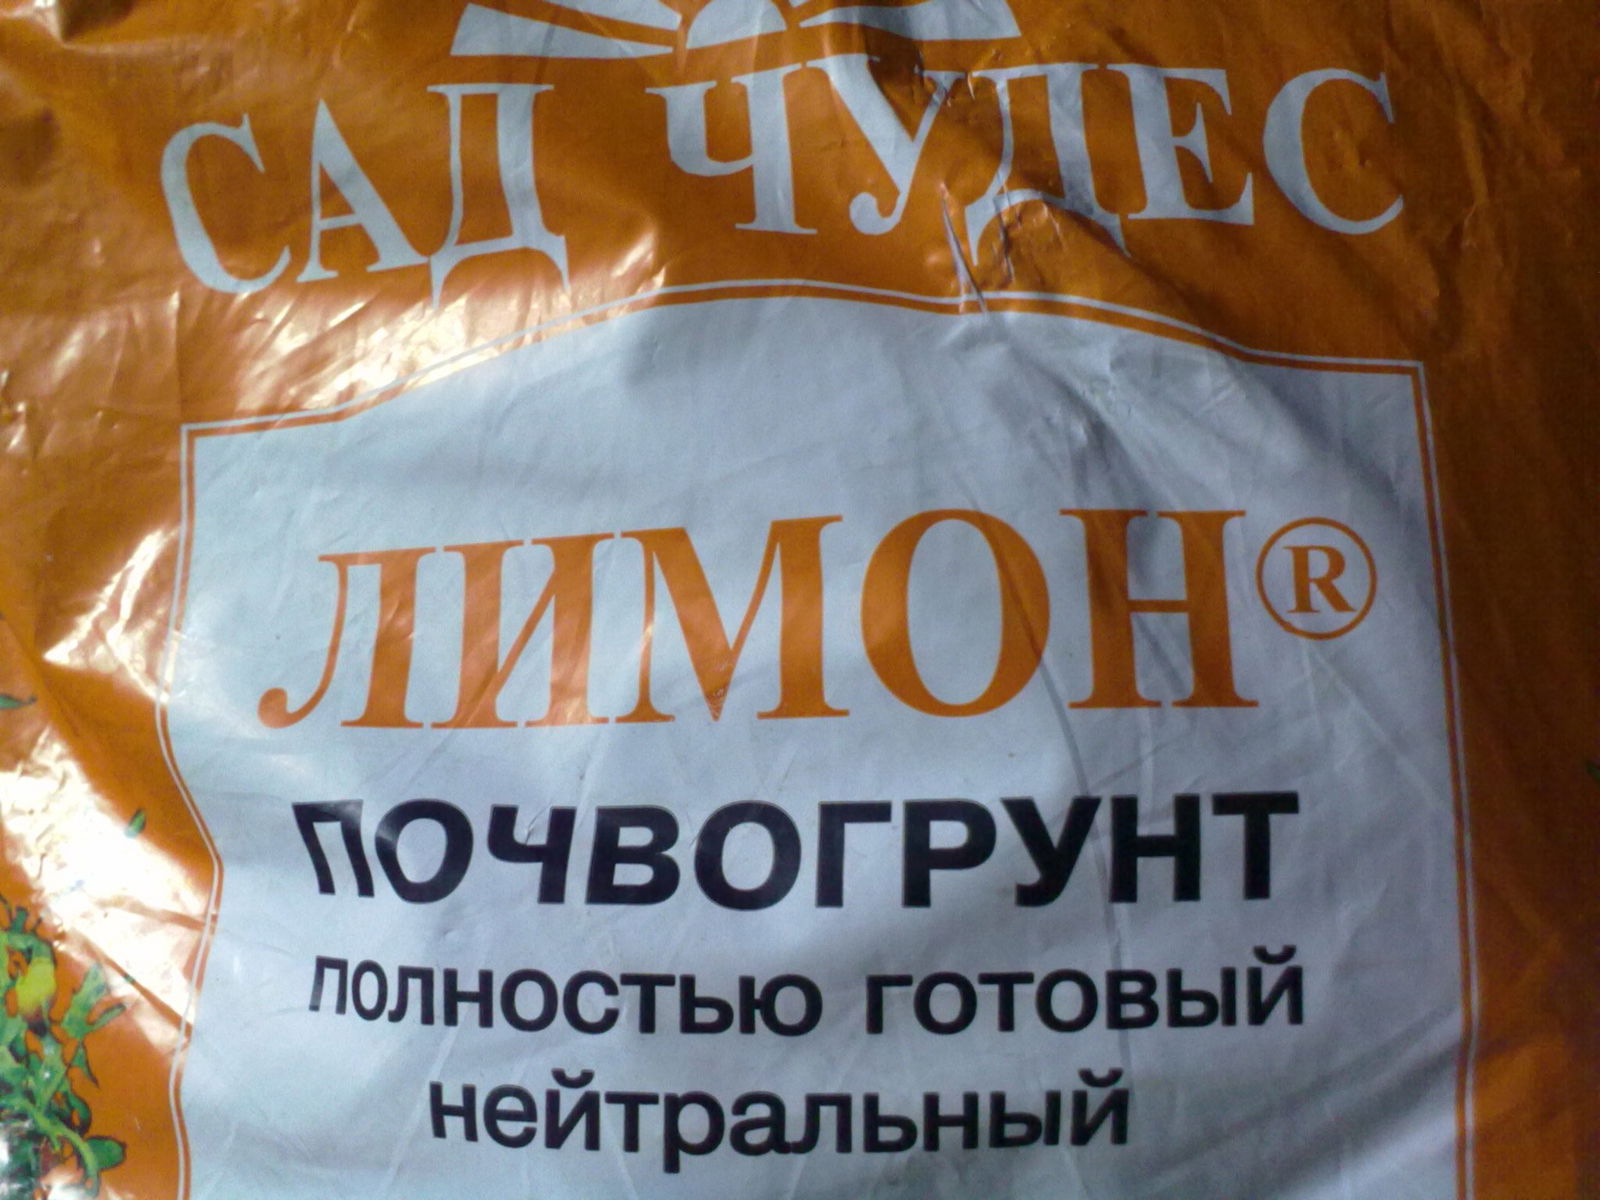 САД ЧУДЕС
ЛИМОН®
ПОЧВОГРУНТ
полностью готовый
нейтральный